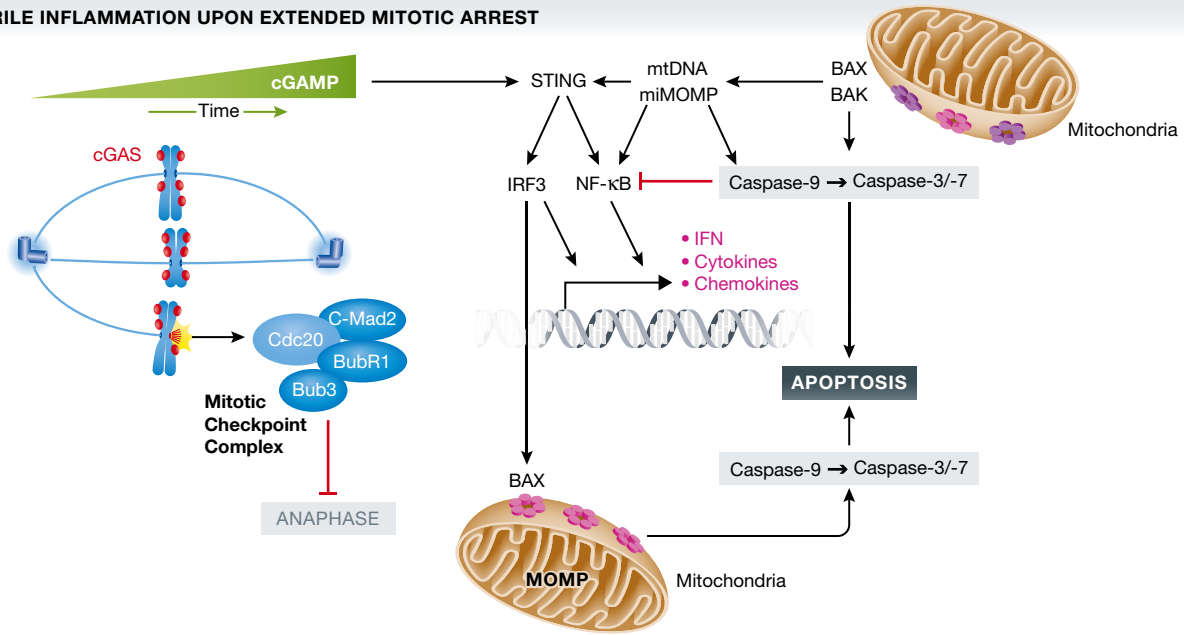 INFLAMMATION UPON EXTENDED MITOTIC ARREST
cGAMP
Time
cGAS
STING
mtDNA
miMOMP
BAX
BAK
Mitochondria
IRF3
NF-κB
Caspase-9 → Caspase-3/-7
• IFN
• Cytokines
• Chemokines
C-Mad2
Cdc20
BubR1
Bub3
Mitotic
Checkpoint
Complex
ANAPHASE
APOPTOSIS
Caspase-9 → Caspase-3/-7
BAX
MOMP
Mitochondria